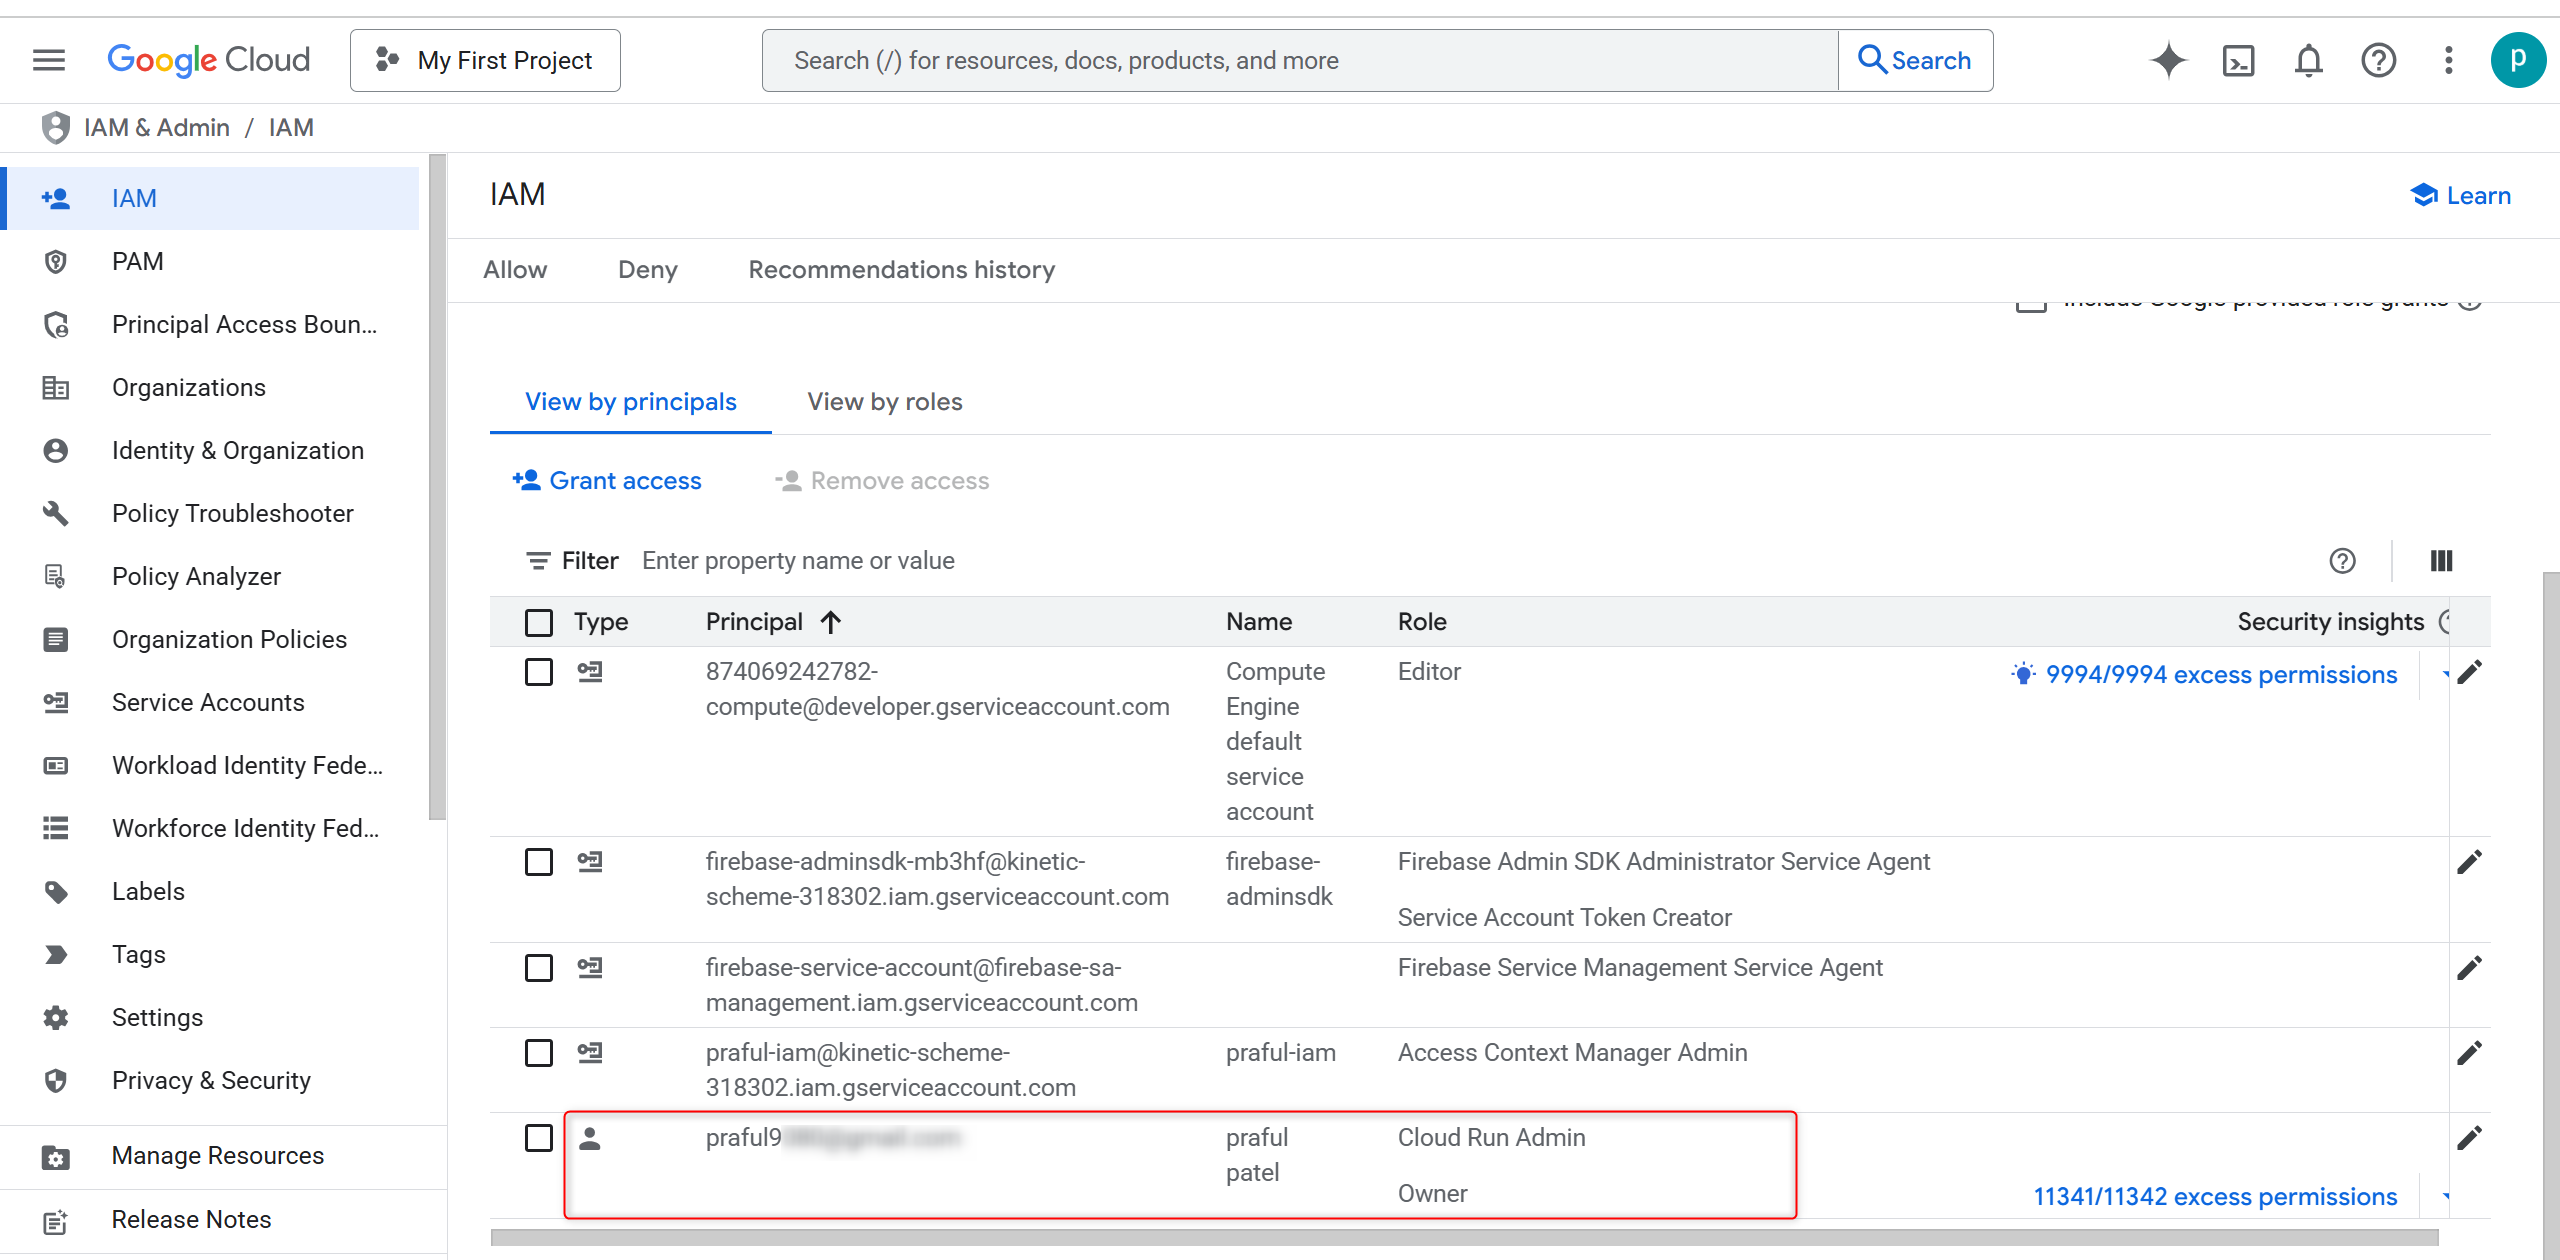 Google Cloud
My First Project
Search (/) for resources, docs, products, and more
Search
p
IAM & Admin / IAM
IAM
PAM
Principal Access Boun...
Organizations
Identity & Organization
Policy Troubleshooter
Policy Analyzer
Organization Policies
Service Accounts
Workload Identity Fede...
Workforce Identity Fed...
Labels
Tags
Settings
Privacy & Security
Manage Resources
Release Notes
IAM
Learn
Allow
Deny
Recommendations history
Include Google provided role grants
View by principals
View by roles
Grant access
Remove access
Filter
Enter property name or value
Type
Principal
Name
Role
Security insights
874069242782-
compute@developer.gserviceaccount.com
Compute
Engine
default
service
account
Editor
9994/9994 excess permissions
firebase-adminsdk-mb3hf@kinetic-
scheme-318302.iam.gserviceaccount.com
firebase-
adminsdk
Firebase Admin SDK Administrator Service Agent
Service Account Token Creator
firebase-service-account@firebase-sa-
management.iam.gserviceaccount.com
Firebase Service Management Service Agent
praful-iam@kinetic-scheme-
318302.iam.gserviceaccount.com
praful-iam
Access Context Manager Admin
praful9
praful
patel
Cloud Run Admin
Owner
11341/11342 excess permissions